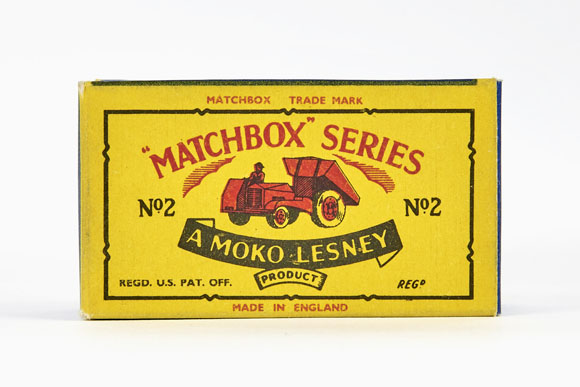 MATCHBOX TRADE MARK
"MATCHBOX" SERIES
Nº2 Nº2
A MOKO LESNEY
PRODUCT
REGD. U.S. PAT. OFF. REGD
MADE IN ENGLAND